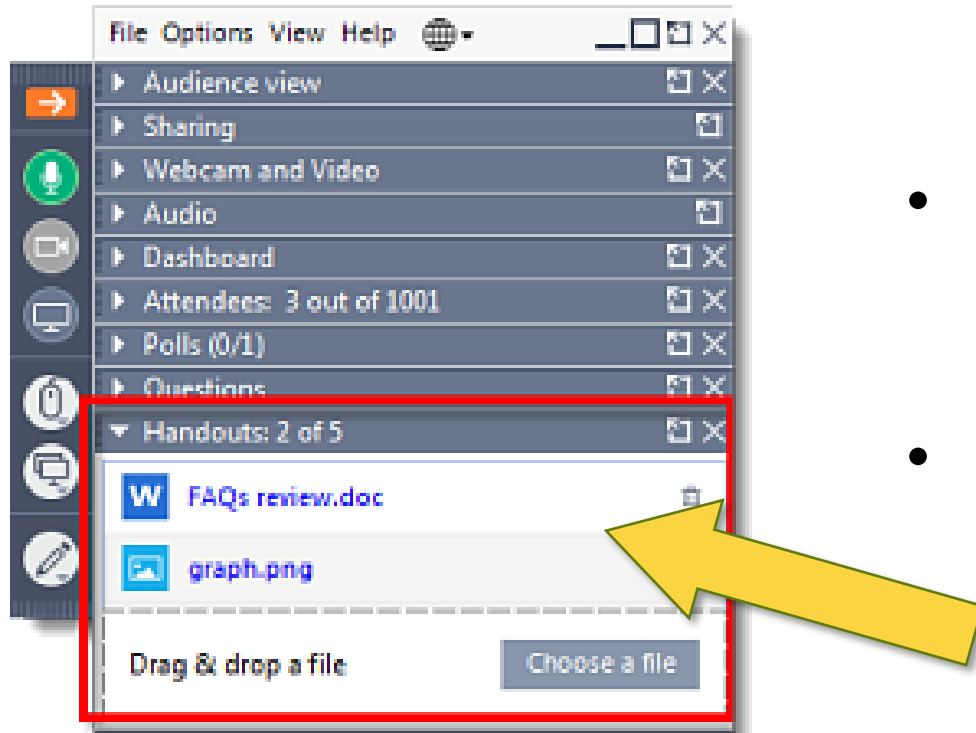 File Options View Help
Audience view
Sharing
Webcam and Video
Audio
Dashboard
Attendees: 3 out of 1001
Polls (0/1)
Questions
Handouts: 2 of 5
W FAQs review.doc
graph.png
Drag & drop a file Choose a file